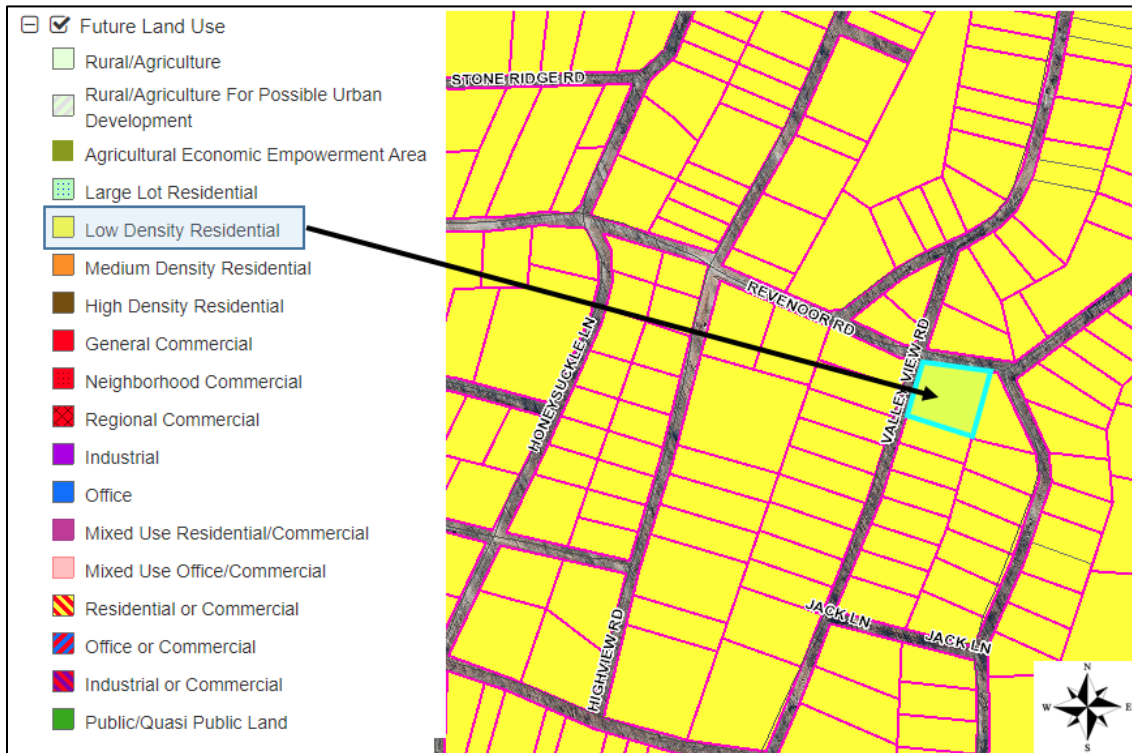 Future Land Use
Rural/Agriculture
Rural/Agriculture For Possible Urban
Development
Agricultural Economic Empowerment Area
Large Lot Residential
Low Density Residential
Medium Density Residential
High Density Residential
General Commercial
Neighborhood Commercial
Regional Commercial
Industrial
Office
Mixed Use Residential/Commercial
Mixed Use Office/Commercial
Residential or Commercial
Office or Commercial
Industrial or Commercial
Public/Quasi Public Land
STONE RIDGE RD
REVENOOR RD
HONEYSUCKLE LN
VALLEY VIEW RD
HIGHVIEW RD
JACK LN
JACK LN
N
W
E
S